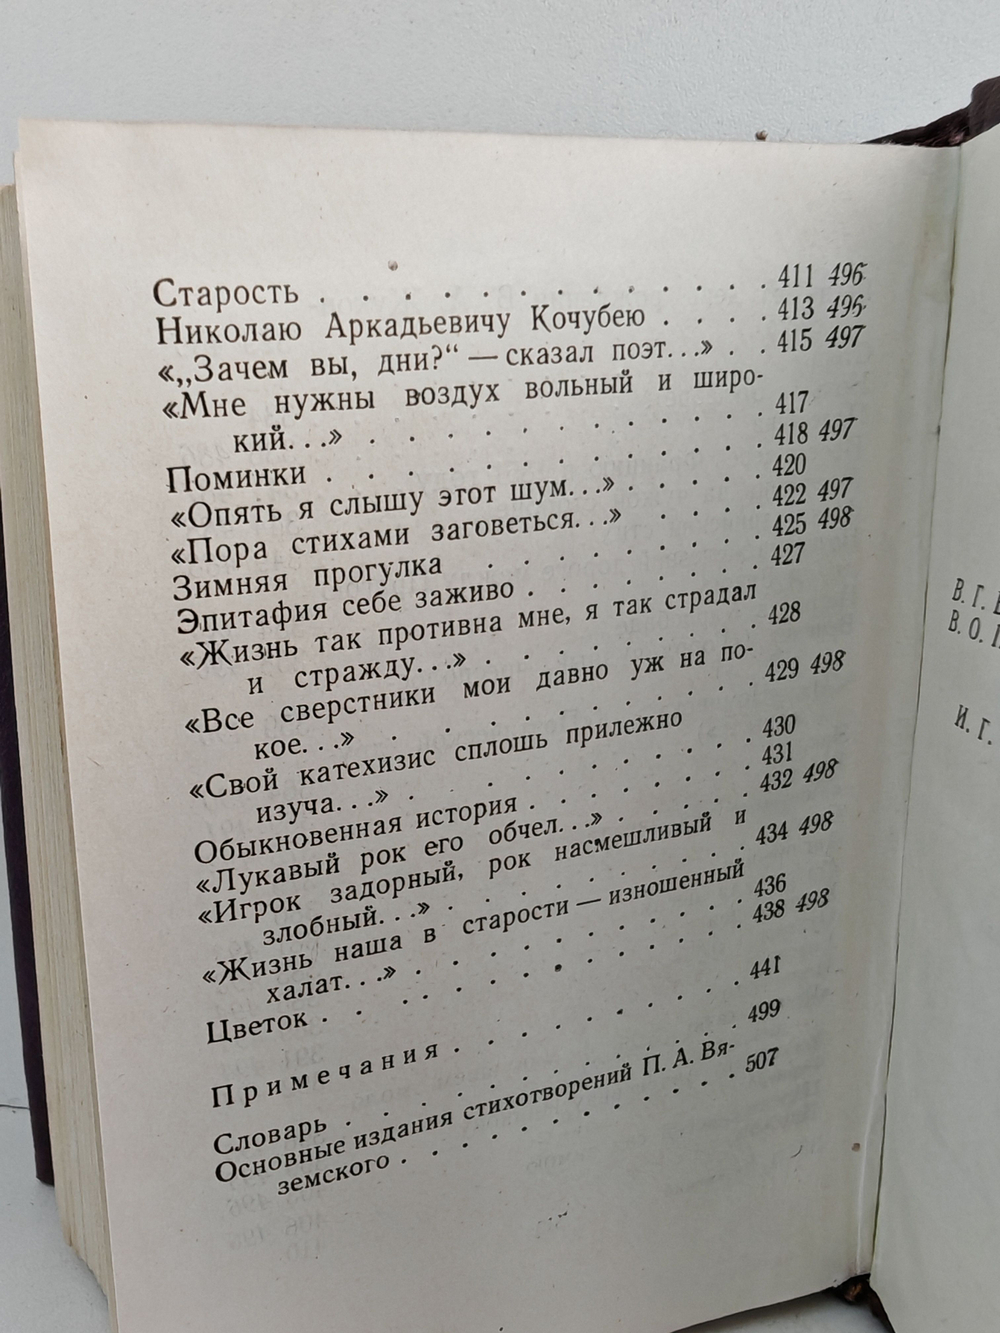 Старость . . . . . . . . . . . . 411 496
Николаю Аркадьевичу Кочубею . . . . 413 496
«„Зачем вы, дни?“ — сказал поэт...» . . 415 497
«Мне нужны воздух вольный и широ-
кий...» . . . . . . . . . . . 417
Поминки . . . . . . . . . . . . 418 497
«Опять я слышу этот шум...» . . . . . 420
«Пора стихами заговеться...» . . . . 422 497
Зимняя прогулка . . . . . . . . 425 498
Эпитафия себе заживо . . . . . . . 427
«Жизнь так противна мне, я так страдал
и стражду...» . . . . . . . . 428
«Все сверстники мои давно уж на по-
кое...» . . . . . . . . . . . 429 498
«Свой катехизис сплошь прилежно
изуча...» . . . . . . . . . . 430
Обыкновенная история . . . . . . . 431
«Лукавый рок его обчел...» . . . . . 432 498
«Игрок задорный, рок насмешливый и
злобный...» . . . . . . . . . 434 498
«Жизнь наша в старости — изношенный
халат...» . . . . . . . . . . 436
Цветок . . . . . . . . . . . . 438 498
Примечания . . . . . . . . . 441
Словарь . . . . . . . . . . . 499
Основные издания стихотворений П. А. Вя-
земского . . . . . . . . . . . 507
В. Г.
В. О.
И. Г.